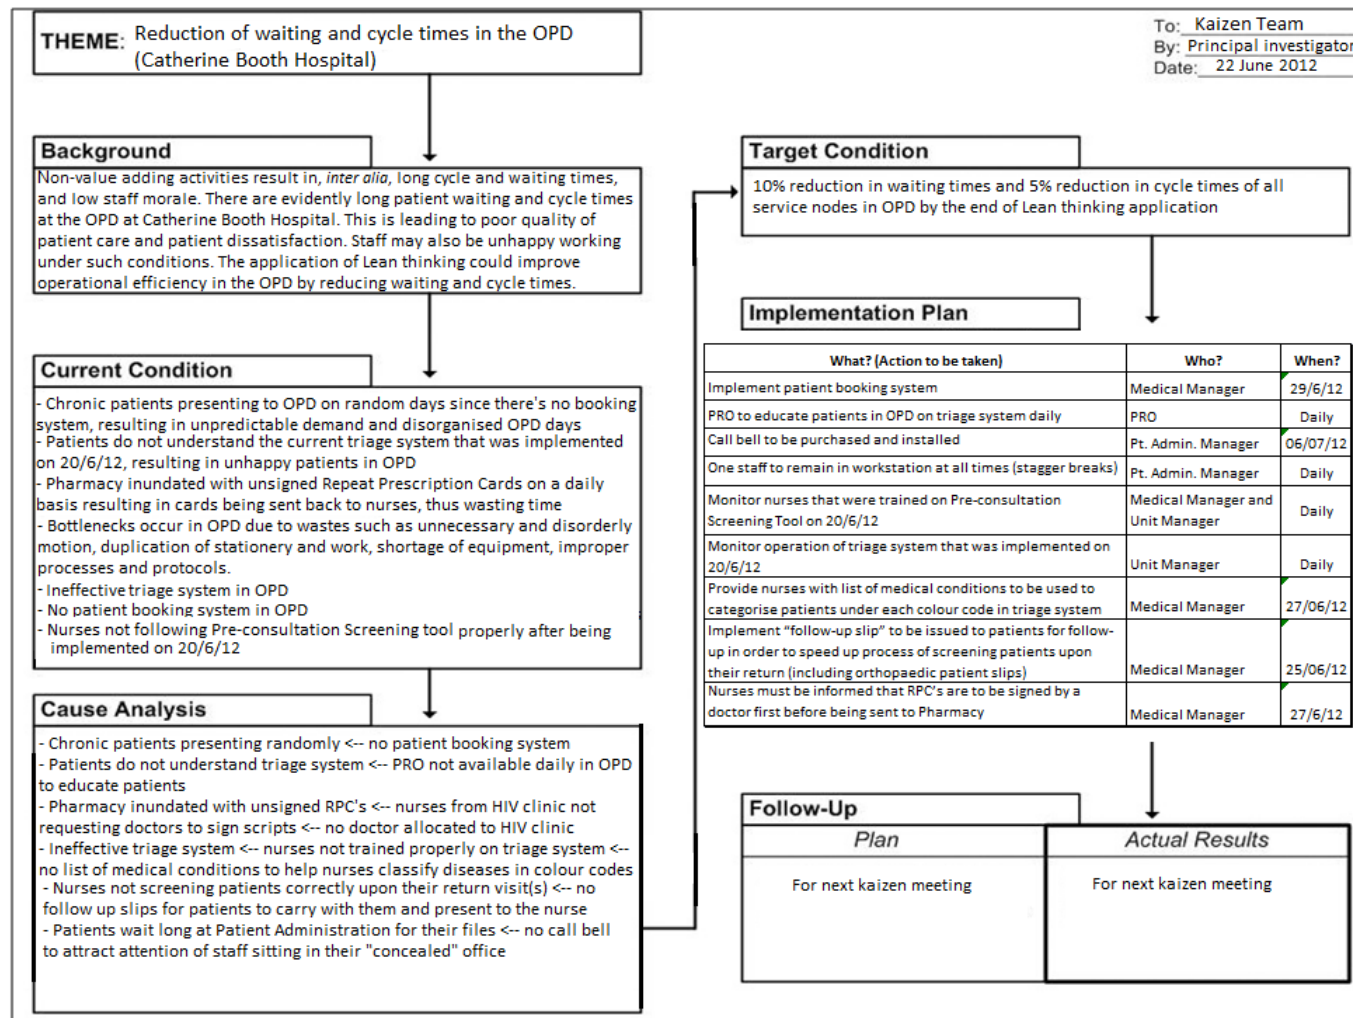 THEME: Reduction of waiting and cycle times in the OPD
(Catherine Booth Hospital)
To: Kaizen Team
By: Principal investigator
Date: 22 June 2012
Background
Non-value adding activities result in, inter alia, long cycle and waiting times,
and low staff morale. There are evidently long patient waiting and cycle times
at the OPD at Catherine Booth Hospital. This is leading to poor quality of
patient care and patient dissatisfaction. Staff may also be unhappy working
under such conditions. The application of Lean thinking could improve
operational efficiency in the OPD by reducing waiting and cycle times.
Current Condition
- Chronic patients presenting to OPD on random days since there's no booking
system, resulting in unpredictable demand and disorganised OPD days
- Patients do not understand the current triage system that was implemented
on 20/6/12, resulting in unhappy patients in OPD
- Pharmacy inundated with unsigned Repeat Prescription Cards on a daily
basis resulting in cards being sent back to nurses, thus wasting time
- Bottlenecks occur in OPD due to wastes such as unnecessary and disorderly
motion, duplication of stationery and work, shortage of equipment, improper
processes and protocols.
- Ineffective triage system in OPD
- No patient booking system in OPD
- Nurses not following Pre-consultation Screening tool properly after being
implemented on 20/6/12
Cause Analysis
- Chronic patients presenting randomly <-- no patient booking system
- Patients do not understand triage system <-- PRO not available daily in OPD
to educate patients
- Pharmacy inundated with unsigned RPC's <-- nurses from HIV clinic not
requesting doctors to sign scripts <-- no doctor allocated to HIV clinic
- Ineffective triage system <-- nurses not trained properly on triage system <--
no list of medical conditions to help nurses classify diseases in colour codes
- Nurses not screening patients correctly upon their return visit(s) <-- no
follow up slips for patients to carry with them and present to the nurse
- Patients wait long at Patient Administration for their files <-- no call bell
to attract attention of staff sitting in their "concealed" office
Target Condition
10% reduction in waiting times and 5% reduction in cycle times of all
service nodes in OPD by the end of Lean thinking application
Implementation Plan
What? (Action to be taken) Who? When?
Implement patient booking system Medical Manager 29/6/12
PRO to educate patients in OPD on triage system daily PRO Daily
Call bell to be purchased and installed Pt. Admin. Manager 06/07/12
One staff to remain in workstation at all times (stagger breaks) Pt. Admin. Manager Daily
Monitor nurses that were trained on Pre-consultation
Screening Tool on 20/6/12 Medical Manager and
Unit Manager Daily
Monitor operation of triage system that was implemented on
20/6/12 Unit Manager Daily
Provide nurses with list of medical conditions to be used to
categorise patients under each colour code in triage system Medical Manager 27/06/12
Implement “follow-up slip” to be issued to patients for follow-
up in order to speed up process of screening patients upon
their return (including orthopaedic patient slips) Medical Manager 25/06/12
Nurses must be informed that RPC's are to be signed by a
doctor first before being sent to Pharmacy Medical Manager 27/6/12
Follow-Up
Plan Actual Results
For next kaizen meeting For next kaizen meeting